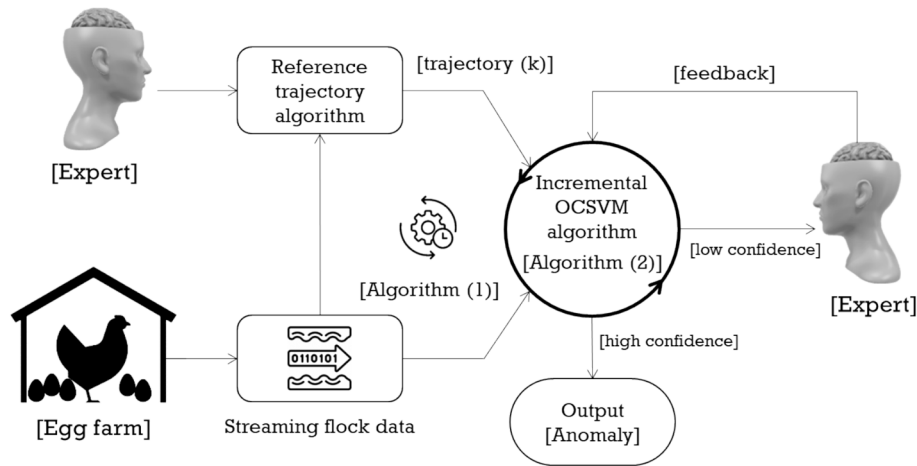 Reference
trajectory
algorithm
[trajectory (k)]
[feedback]
[Expert]
Incremental
OCSVM
algorithm
[Algorithm (2)]
[low confidence]
[Expert]
[Algorithm (1)]
0110101
[high confidence]
[Egg farm]
Streaming flock data
Output
[Anomaly]